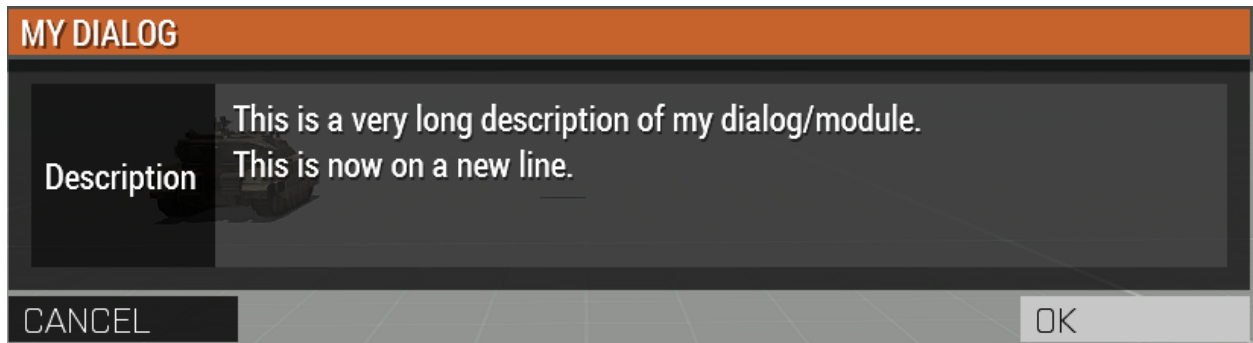 MY DIALOG
Description
This is a very long description of my dialog/module.
This is now on a new line.
CANCEL
OK